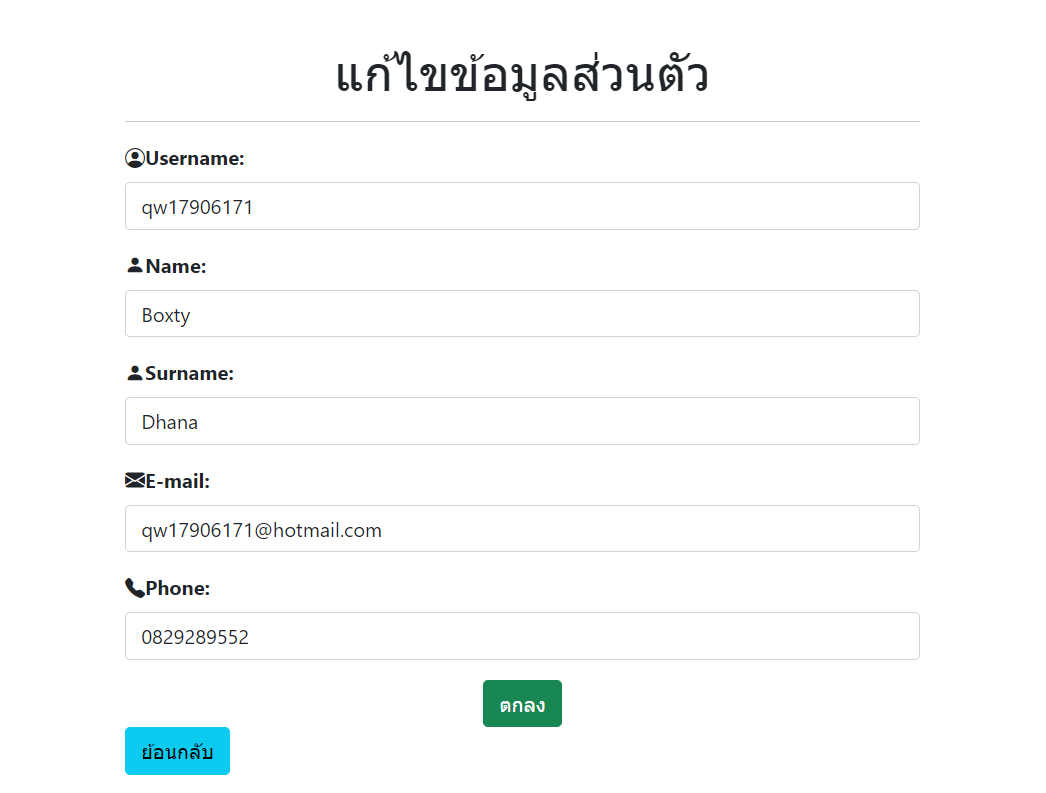 แก้ไขข้อมูลส่วนตัว
Username:
qw17906171
Name:
Boxty
Surname:
Dhana
E-mail:
qw17906171@hotmail.com
Phone:
0829289552
ตกลง
ย้อนกลับ